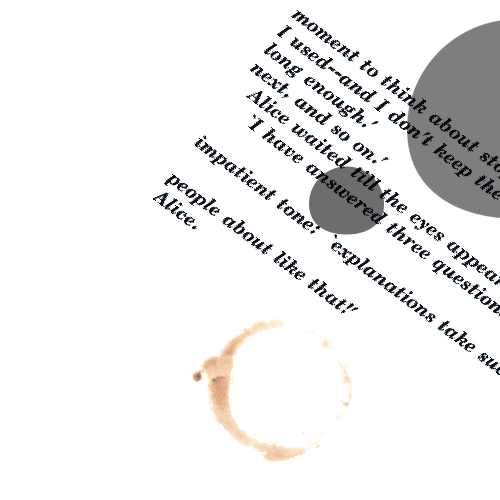 moment to think about sto
I used--and I don't keep the
long enough.'
next, and so on.'
Alice waited till the eyes appear
`I have answered three question
impatient tone: `explanations take suc
people about like that!'
Alice.